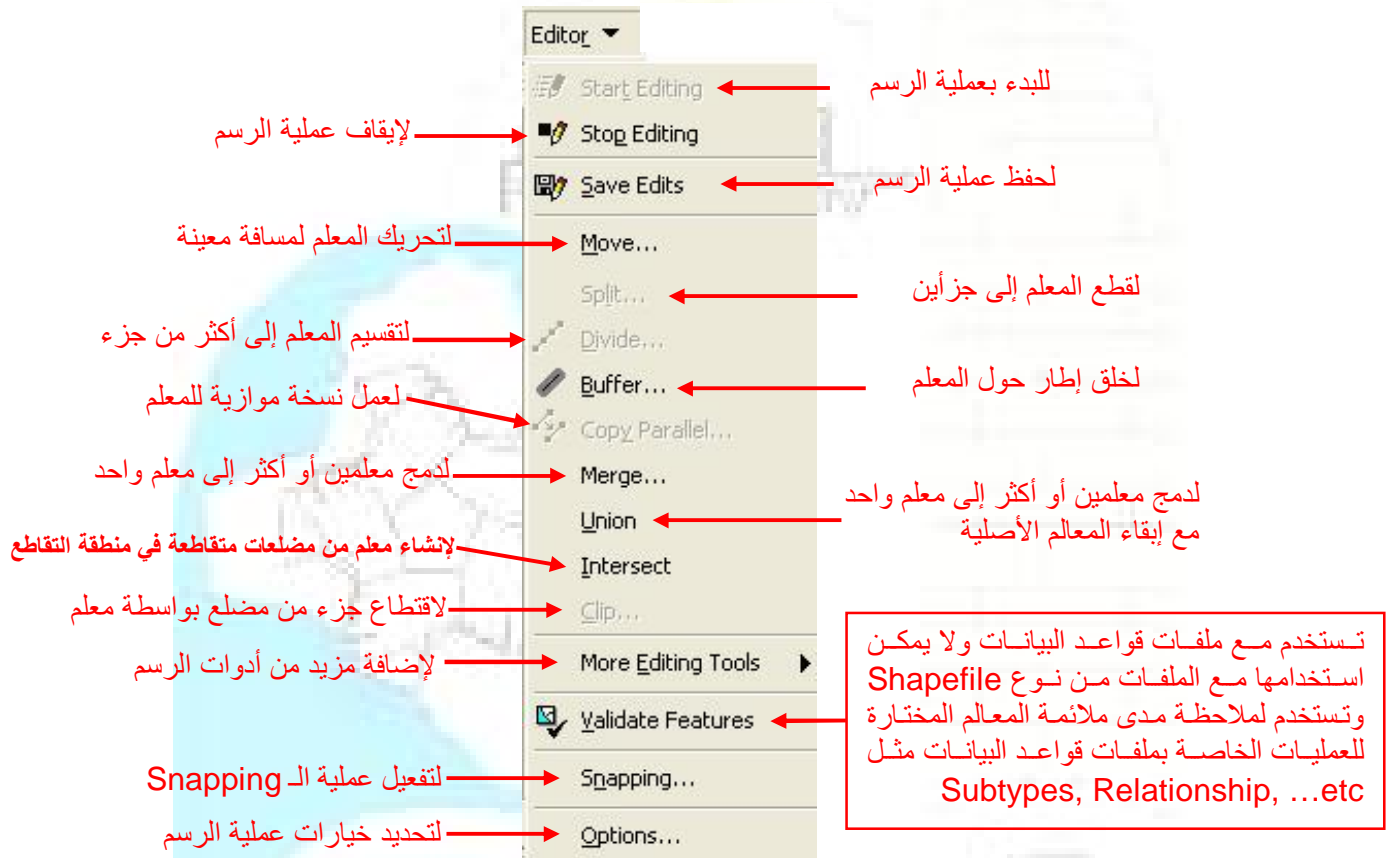 Editor
Start Editing
للبدء بعملية الرسم
لإيقاف عملية الرسم
Stop Editing
Save Edits
لحفظ عملية الرسم
لتحريك المعلم لمسافة معينة
Move...
Split...
لقطع المعلم إلى جزأين
لتقسيم المعلم إلى أكثر من جزء
Divide...
Buffer...
لخلق إطار حول المعلم
لعمل نسخة موازية للمعلم
Copy Parallel...
لدمج معلمين أو أكثر إلى معلم واحد
Merge...
Union
لدمج معلمين أو أكثر إلى معلم واحد
مع إبقاء المعالم الأصلية
لإنشاء معلم من مضلعات متقاطعة في منطقة التقاطع
Intersect
لاقتطاع جزء من مضلع بواسطة معلم
Clip...
لإضافة مزيد من أدوات الرسم
More Editing Tools
Validate Features
تستخدم مع ملفات قواعد البيانات ولا يمكن
استخدامها مع الملفات من نوع Shapefile
وتستخدم لملاحظة مدى ملائمة المعالم المختارة
للعمليات الخاصة بملفات قواعد البيانات مثل
Subtypes, Relationship, …etc
لتفعيل عملية الـ Snapping
Snapping...
لتحديد خيارات عملية الرسم
Options...